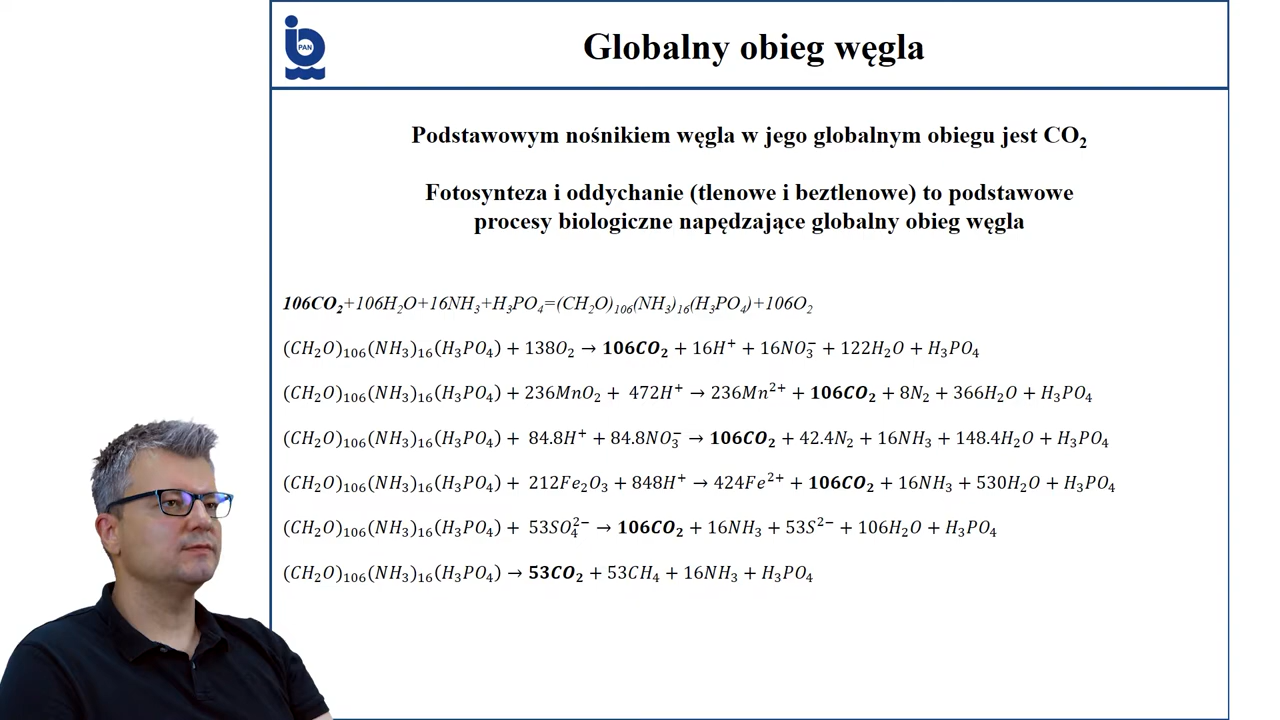 PAN
Globalny obieg węgla
Podstawowym nośnikiem węgla w jego globalnym obiegu jest CO₂
Fotosynteza i oddychanie (tlenowe i beztlenowe) to podstawowe
procesy biologiczne napędzające globalny obieg węgla
106CO₂+106H₂O+16NH₃+H₃PO₄=(CH₂O)₁₀₆(NH₃)₁₆(H₃PO₄)+106O₂
(CH₂O)₁₀₆(NH₃)₁₆(H₃PO₄) + 138O₂ → 106CO₂ + 16H⁺ + 16NO₃⁻ + 122H₂O + H₃PO₄
(CH₂O)₁₀₆(NH₃)₁₆(H₃PO₄) + 236MnO₂ + 472H⁺ → 236Mn²⁺ + 106CO₂ + 8N₂ + 366H₂O + H₃PO₄
(CH₂O)₁₀₆(NH₃)₁₆(H₃PO₄) + 84.8H⁺ + 84.8NO₃⁻ → 106CO₂ + 42.4N₂ + 16NH₃ + 148.4H₂O + H₃PO₄
(CH₂O)₁₀₆(NH₃)₁₆(H₃PO₄) + 212Fe₂O₃ + 848H⁺ → 424Fe²⁺ + 106CO₂ + 16NH₃ + 530H₂O + H₃PO₄
(CH₂O)₁₀₆(NH₃)₁₆(H₃PO₄) + 53SO₄²⁻ → 106CO₂ + 16NH₃ + 53S²⁻ + 106H₂O + H₃PO₄
(CH₂O)₁₀₆(NH₃)₁₆(H₃PO₄) → 53CO₂ + 53CH₄ + 16NH₃ + H₃PO₄